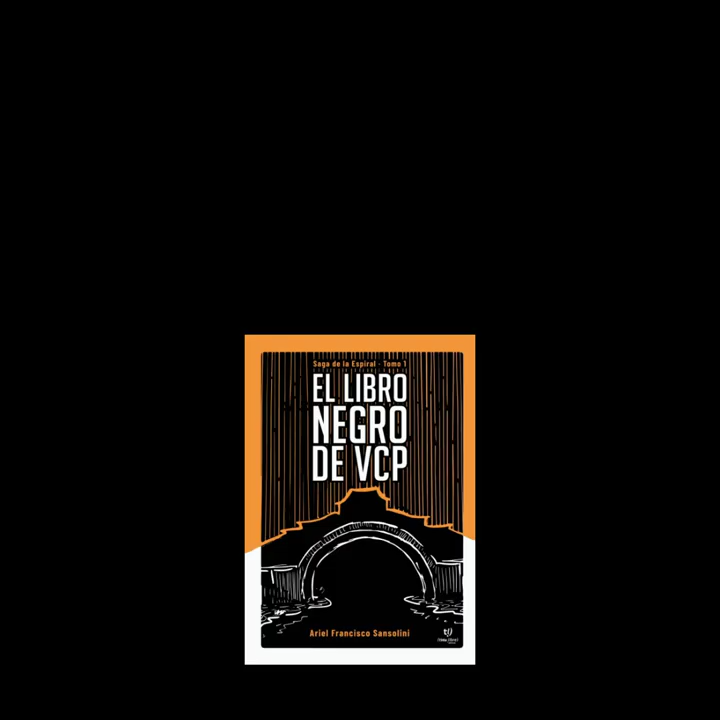 Saga de la Espiral - Tomo 1
EL LIBRO
NEGRO
DE VCP
Ariel Francisco Sansolini